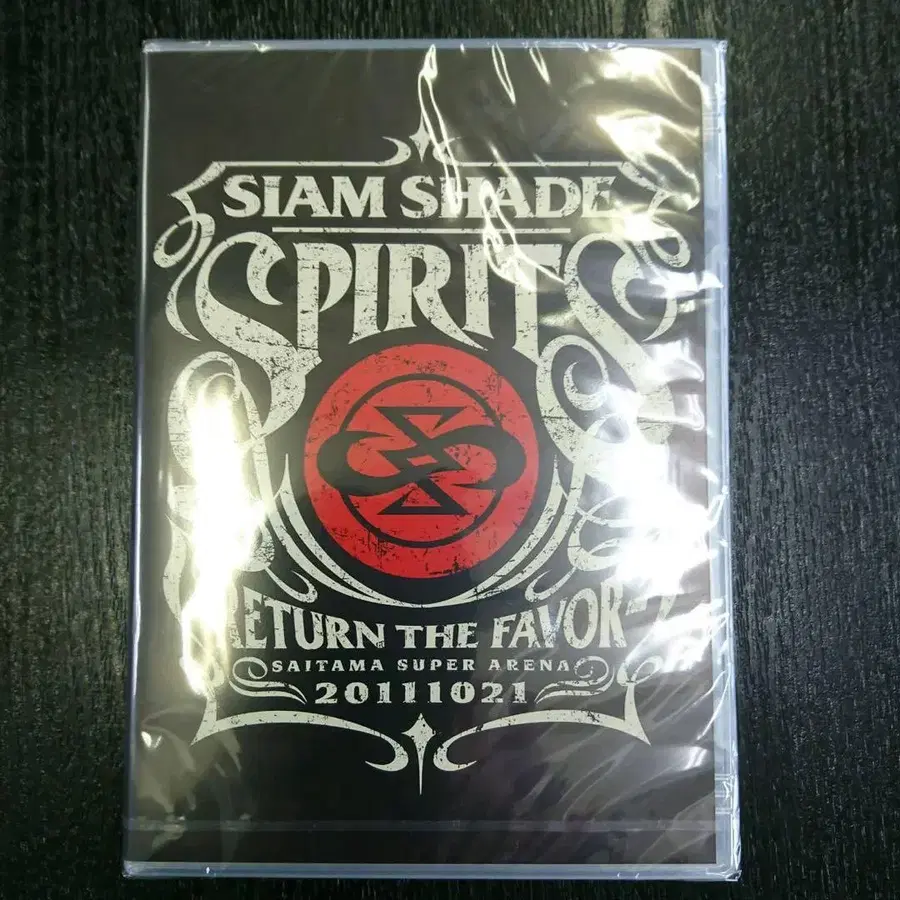 SIAM SHADE
SPIRITS
RETURN THE FAVOR
SAITAMA SUPER ARENA
20111021